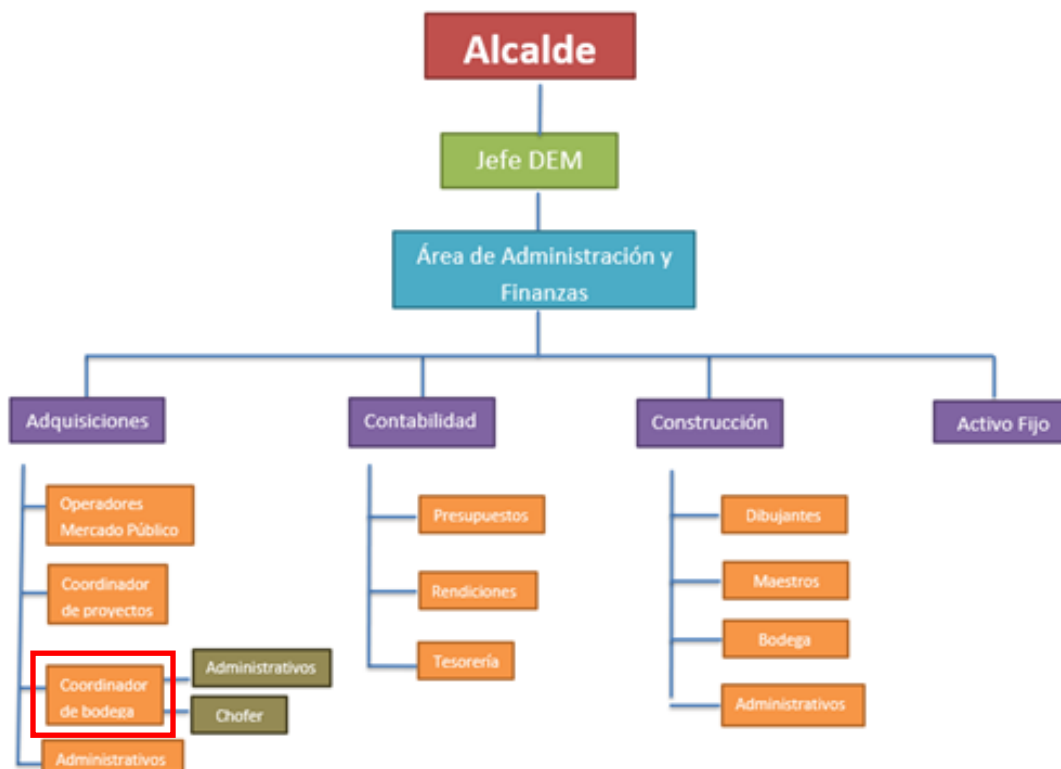 Alcalde
Jefe DEM
Área de Administración y
Finanzas
Adquisiciones
Contabilidad
Construcción
Activo Fijo
Operadores
Mercado Público
Coordinador
de proyectos
Coordinador
de bodega
Administrativos
Chofer
Administrativos
Presupuestos
Rendiciones
Tesorería
Dibujantes
Maestros
Bodega
Administrativos